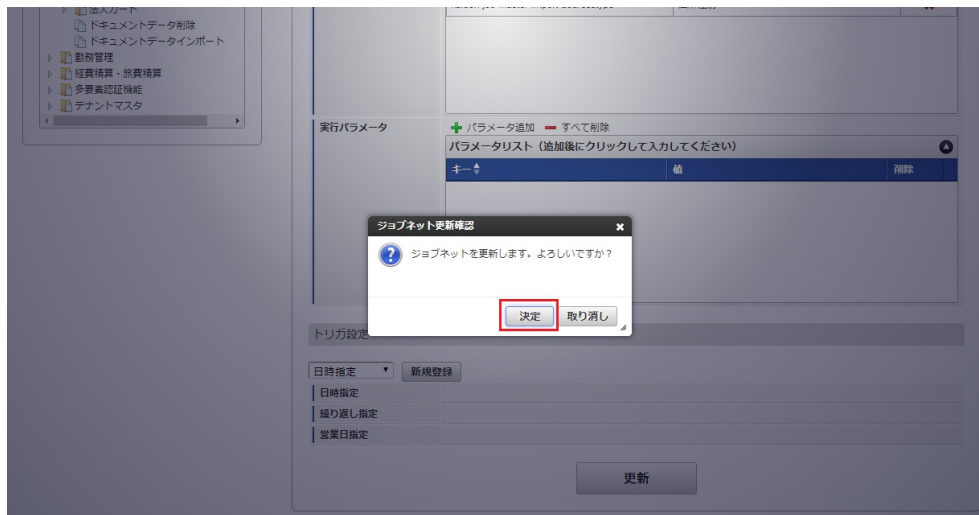 法人カード
ドキュメントデータ削除
ドキュメントデータインポート
勤務管理
経費精算・旅費精算
多要素認証機能
テナントマスタ
実行パラメータ
パラメータ追加 すべて削除
パラメータリスト（追加後にクリックして入力してください）
キー 値 削除
ジョブネット更新確認
ジョブネットを更新します。よろしいですか？
決定 取り消し
トリガ設定
日時指定 新規登録
日時指定
繰り返し指定
営業日指定
更新